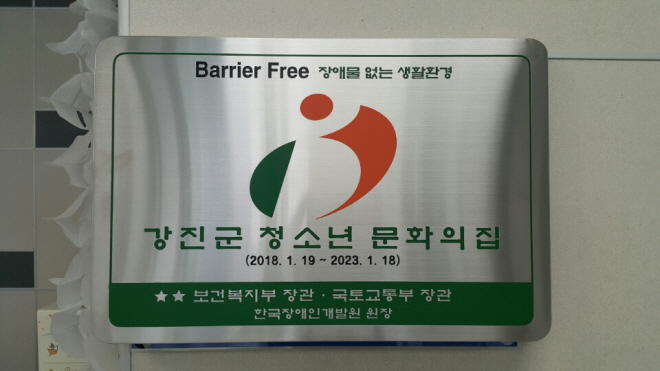 Barrier Free 장애물 없는 생활환경
강진군 청소년 문화의집
(2018. 1. 19 ~ 2023. 1. 18)
★★ 보건복지부 장관 · 국토교통부 장관
한국장애인개발원 원장